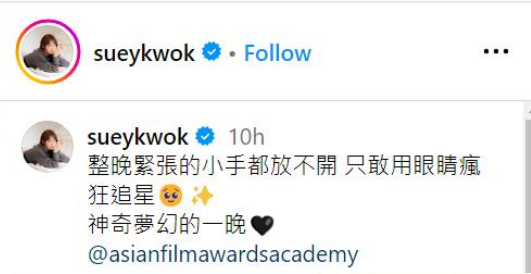 sueykwok • Follow
sueykwok 10h
整晚緊張的小手都放不開 只敢用眼睛瘋
狂追星🥹 ✨
神奇夢幻的一晚🖤
@asianfilmawardsacademy